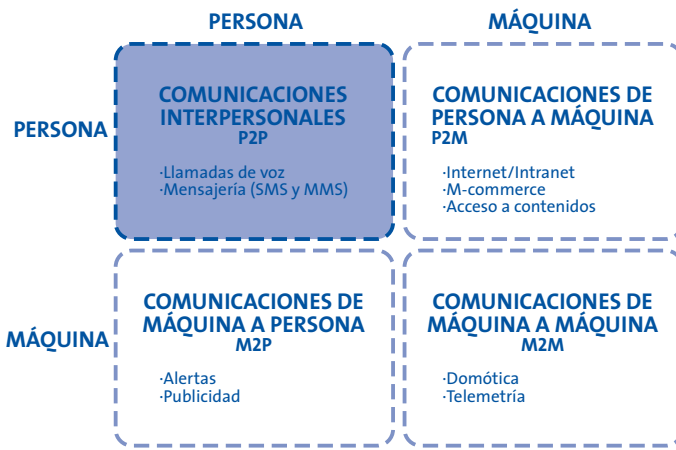 PERSONA
MÁQUINA
PERSONA
COMUNICACIONES
INTERPERSONALES
P2P
·Llamadas de voz
·Mensajería (SMS y MMS)
COMUNICACIONES DE
PERSONA A MÁQUINA
P2M
·Internet/Intranet
·M-commerce
·Acceso a contenidos
MÁQUINA
COMUNICACIONES DE
MÁQUINA A PERSONA
M2P
·Alertas
·Publicidad
COMUNICACIONES DE
MÁQUINA A MÁQUINA
M2M
·Domótica
·Telemetría